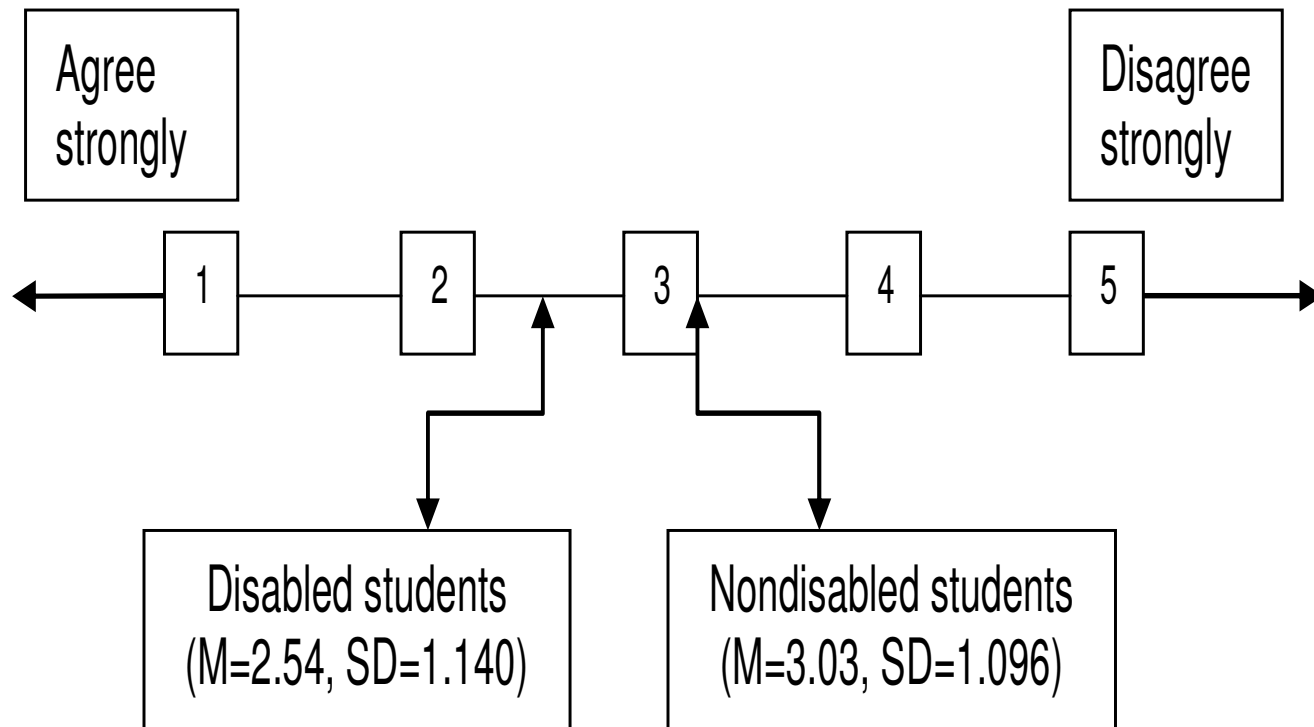 Agree
strongly
Disagree
strongly
1
2
3
4
5
Disabled students
(M=2.54, SD=1.140)
Nondisabled students
(M=3.03, SD=1.096)